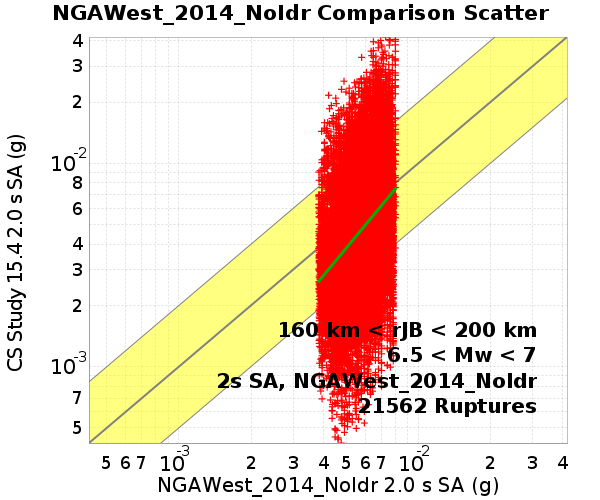 NGAWest_2014_NoIdr Comparison Scatter
CS Study 15.4 2.0 s SA (g)
4
3
2
10⁻²
8
6
4
3
2
10⁻³
7
5
160 km < rJB < 200 km
6.5 < Mw < 7
2s SA, NGAWest_2014_NoIdr
21562 Ruptures
5 6 7 10⁻³ 2 3 4 5 6 7 10⁻² 2 3 4
NGAWest_2014_NoIdr 2.0 s SA (g)